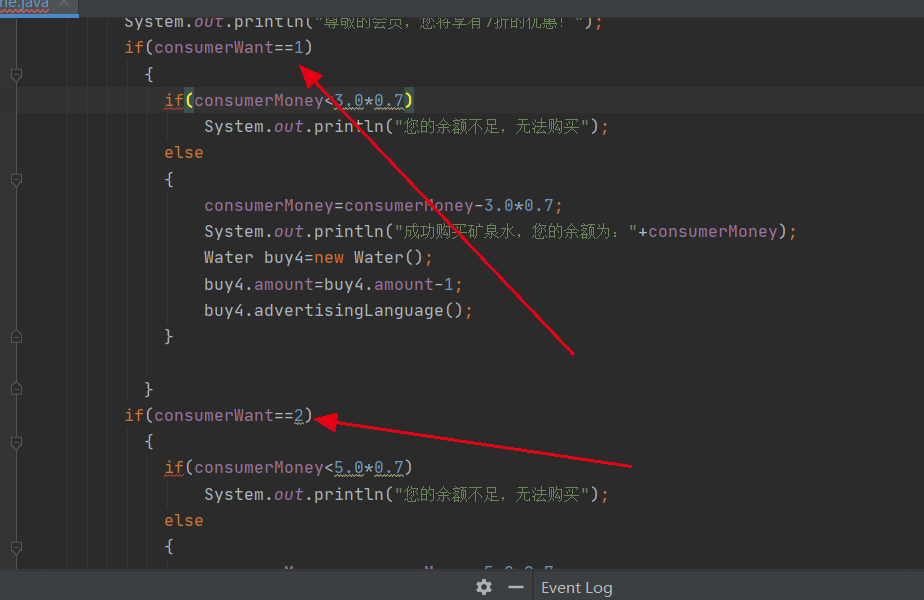 ne.java
System.out.println("尊敬的会员，您将享有7折的优惠！");
if(consumerWant==1)
{
if(consumerMoney<3.0*0.7)
System.out.println("您的余额不足，无法购买");
else
{
consumerMoney=consumerMoney-3.0*0.7;
System.out.println("成功购买矿泉水，您的余额为："+consumerMoney);
Water buy4=new Water();
buy4.amount=buy4.amount-1;
buy4.advertisingLanguage();
}
}
if(consumerWant==2)
{
if(consumerMoney<5.0*0.7)
System.out.println("您的余额不足，无法购买");
else
{
Event Log